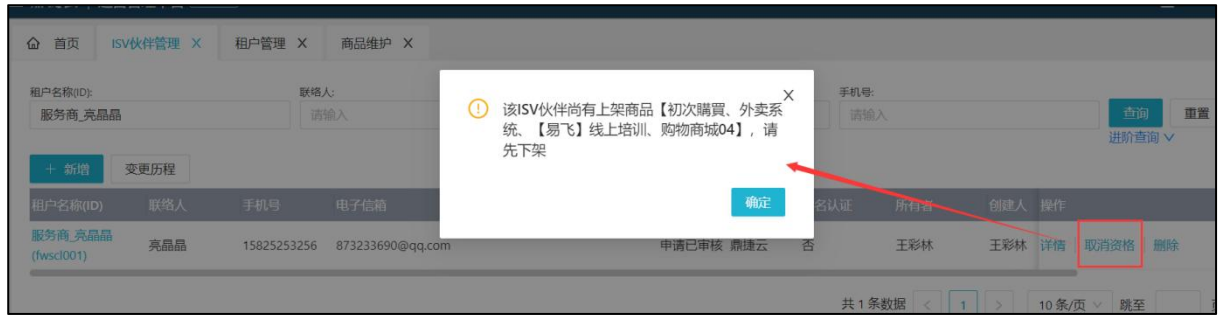 首页 ISV伙伴管理 X 租户管理 X 商品维护 X
租户名称(ID): 联络人: 手机号:
服务商_亮晶晶 请输入 请输入 查询 重置
进阶查询
该ISV伙伴尚有上架商品【初次購買、外卖系
统、【易飞】线上培训、购物商城04】，请
先下架
确定
+ 新增 变更历程
租户名称(ID) 联络人 手机号 电子信箱 名认证 所有者 创建人 操作
服务商_亮晶晶
(fwscl001) 亮晶晶 15825253256 873233690@qq.com 申请已审核 鼎捷云 否 王彩林 王彩林 详情 取消资格 删除
共 1 条数据 < 1 > 10 条/页 跳至